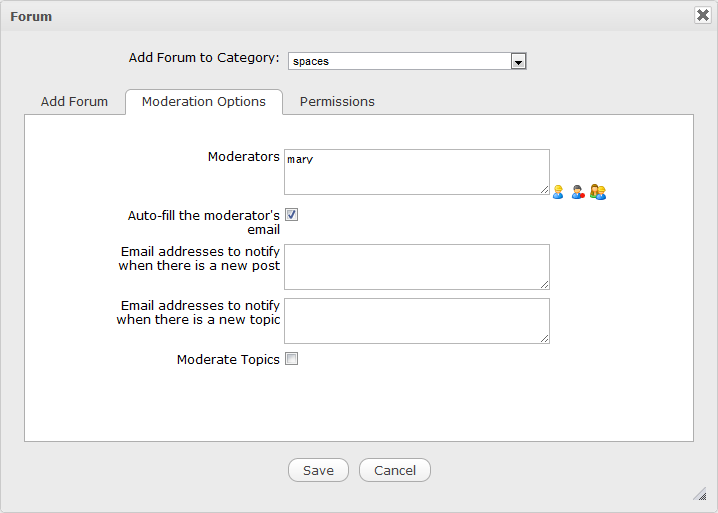 Forum
Add Forum to Category: spaces
Add Forum Moderation Options Permissions
Moderators mary
Auto-fill the moderator's
email
Email addresses to notify
when there is a new post
Email addresses to notify
when there is a new topic
Moderate Topics
Save Cancel